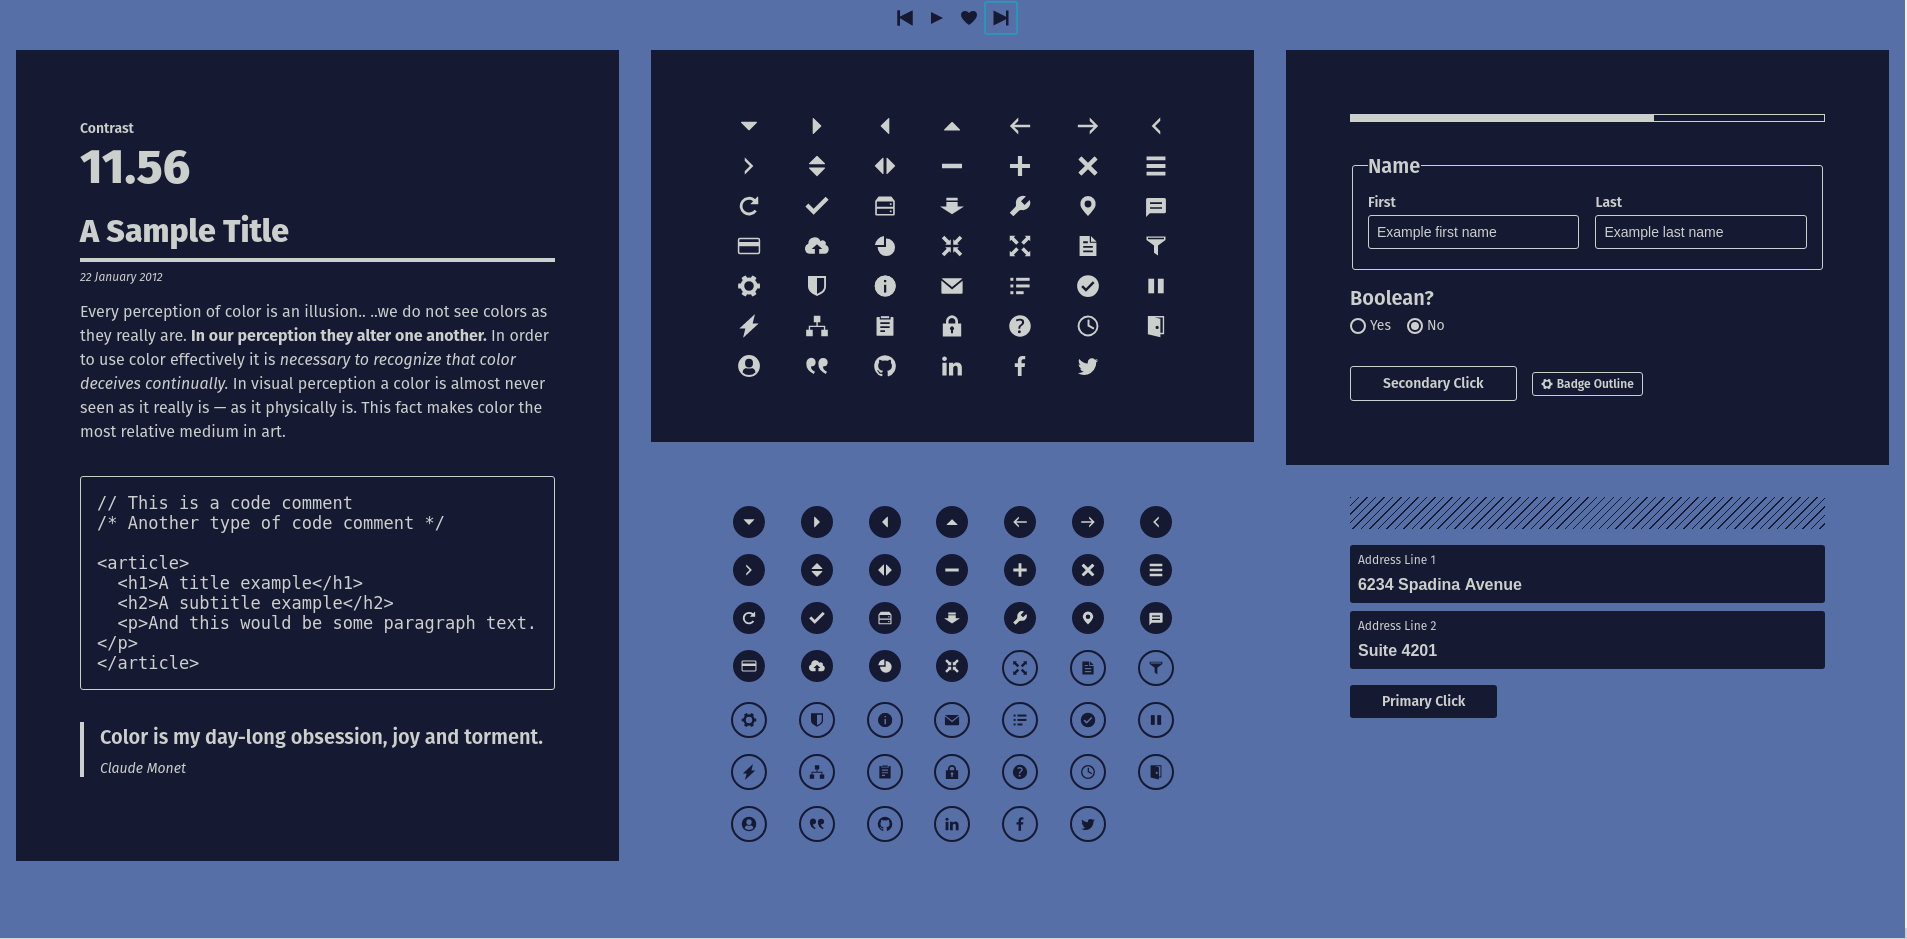 Contrast
11.56
A Sample Title
22 January 2012
Every perception of color is an illusion.. ..we do not see colors as
they really are. In our perception they alter one another. In order
to use color effectively it is necessary to recognize that color
deceives continually. In visual perception a color is almost never
seen as it really is — as it physically is. This fact makes color the
most relative medium in art.
// This is a code comment
/* Another type of code comment */
<article>
  <h1>A title example</h1>
  <h2>A subtitle example</h2>
  <p>And this would be some paragraph text.
</p>
</article>
Color is my day-long obsession, joy and torment.
Claude Monet
Name
First Last
Example first name Example last name
Boolean?
Yes No
Secondary Click Badge Outline
Address Line 1
6234 Spadina Avenue
Address Line 2
Suite 4201
Primary Click